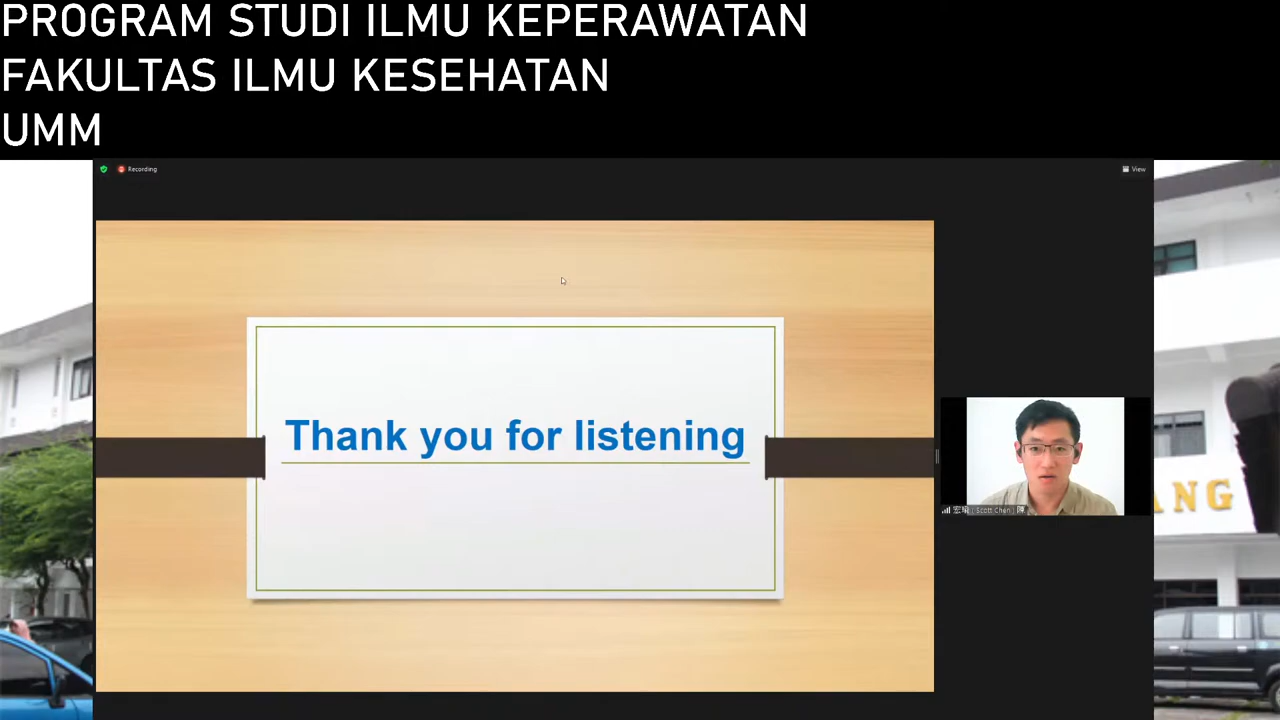 PROGRAM STUDI ILMU KEPERAWATAN
FAKULTAS ILMU KESEHATAN
UMM
Recording
View
Thank you for listening
Scott Chen
ANG